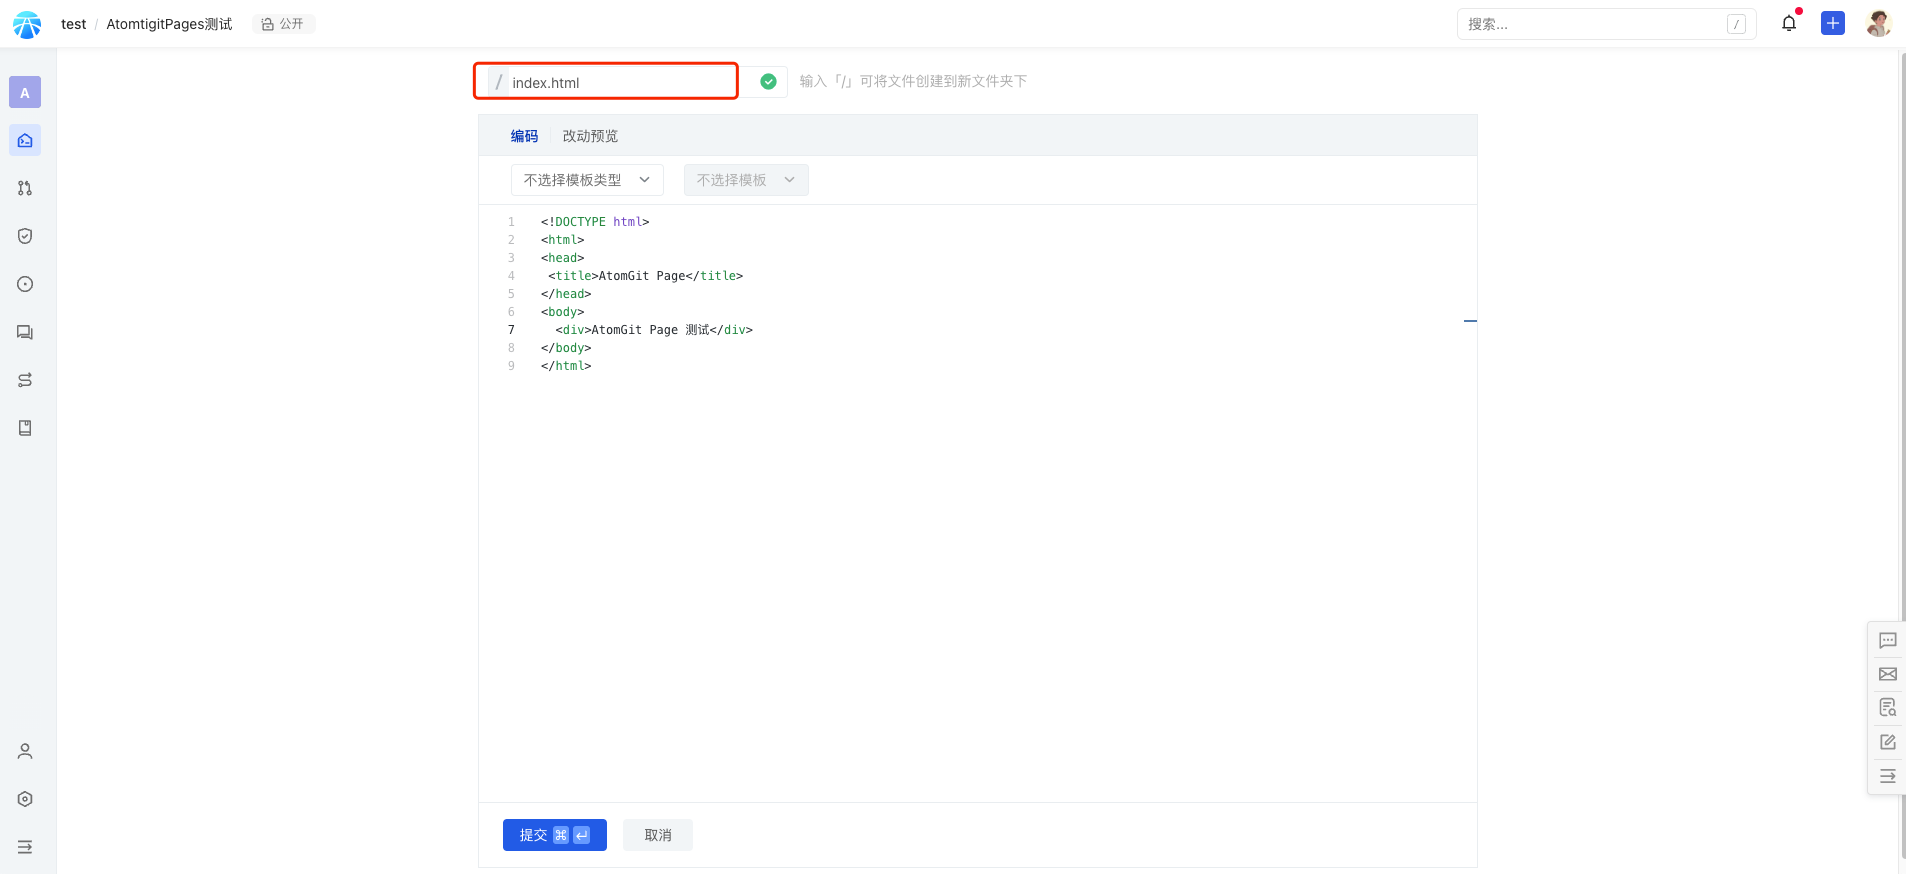 test / AtomtigitPages测试 公开 搜索... /
A
/ index.html 输入「/」可将文件创建到新文件夹下
编码 改动预览
不选择模板类型 不选择模板
1 <!DOCTYPE html>
2 <html>
3 <head>
4 <title>AtomGit Page</title>
5 </head>
6 <body>
7 <div>AtomGit Page 测试</div>
8 </body>
9 </html>
提交 ⌘ ↵ 取消